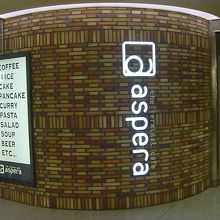 COFFEE
ICE
CAKE
PANCAKE
CURRY
PASTA
SALAD
SOUP
BEER
ETC...
aspera
a aspera